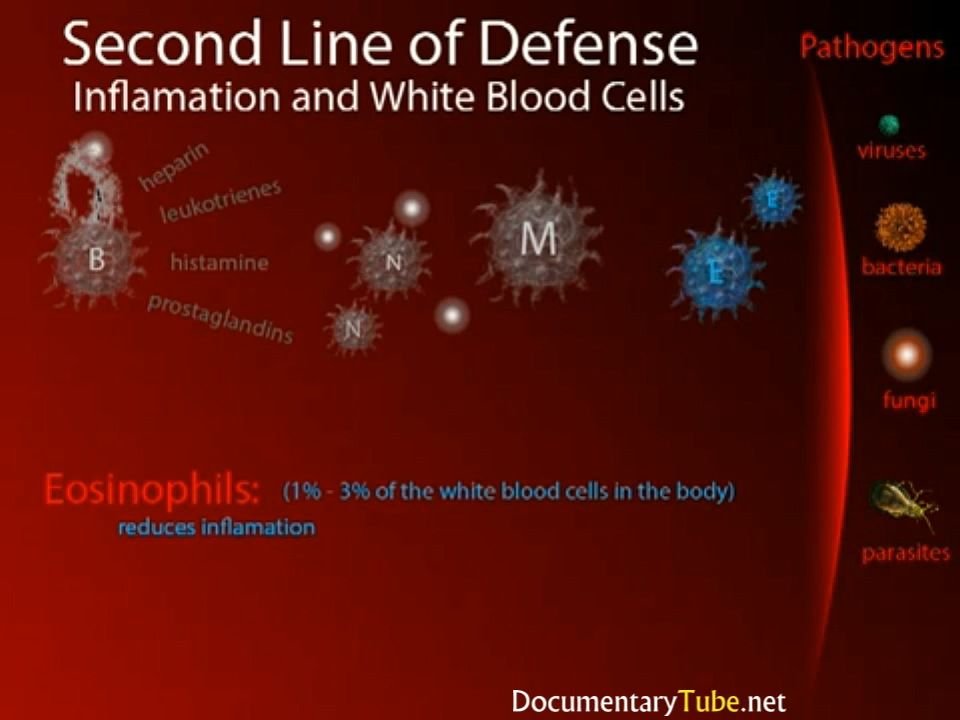 Second Line of Defense
Inflamation and White Blood Cells
Pathogens
viruses
bacteria
fungi
parasites
heparin
leukotrienes
histamine
prostaglandins
B
N
N
M
E
E
Eosinophils: (1% - 3% of the white blood cells in the body)
reduces inflamation
DocumentaryTube.net